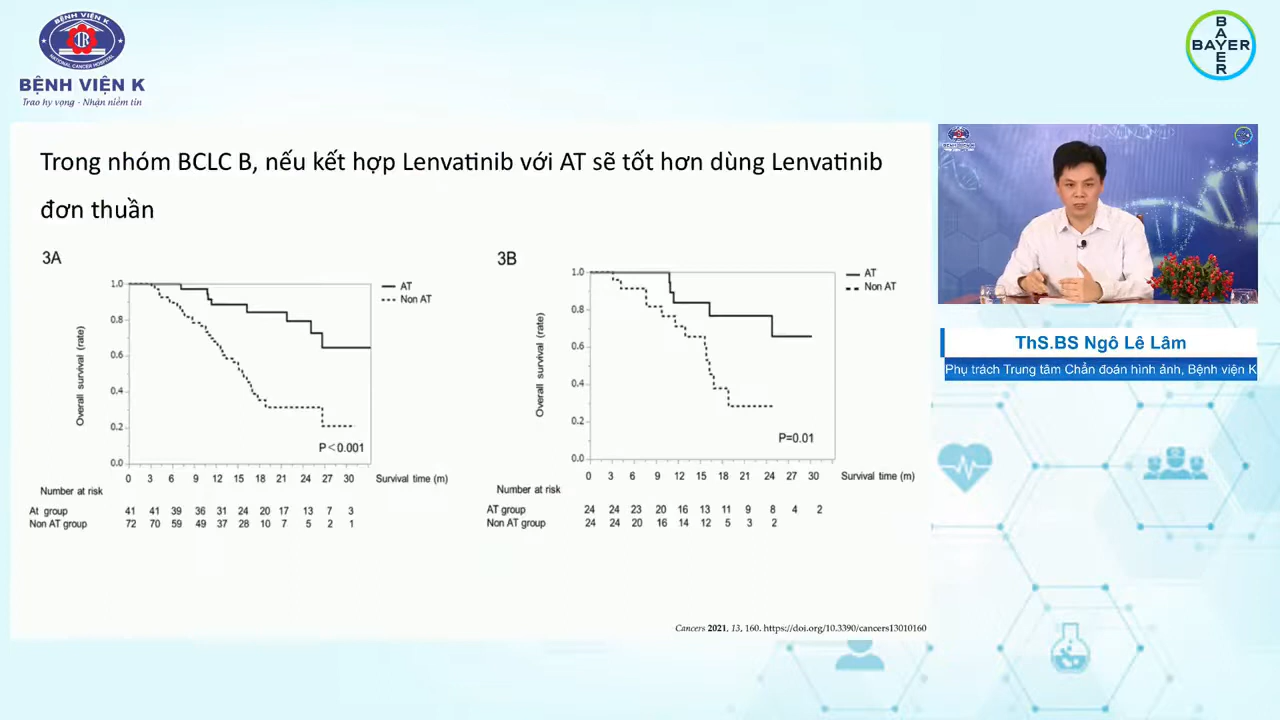 BỆNH VIỆN K
NATIONAL CANCER HOSPITAL
BỆNH VIỆN K
Trao hy vọng - Nhận niềm tin
BAYER
BAYER
Trong nhóm BCLC B, nếu kết hợp Lenvatinib với AT sẽ tốt hơn dùng Lenvatinib
đơn thuần
3A
AT
Non AT
1.0
0.8
0.6
0.4
0.2
0.0
Overall survival (rate)
P<0.001
0 3 6 9 12 15 18 21 24 27 30
Survival time (m)
Number at risk
At group 41 41 39 36 31 24 20 17 13 7 3
Non AT group 72 70 59 49 37 28 10 7 5 2 1
3B
AT
Non AT
1.0
0.8
0.6
0.4
0.2
0.0
Overall survival (rate)
P=0.01
0 3 6 9 12 15 18 21 24 27 30
Survival time (m)
Number at risk
AT group 24 24 23 20 16 13 11 9 8 4 2
Non AT group 24 24 20 16 14 12 5 3 2
Cancers 2021, 13, 160. https://doi.org/10.3390/cancers13010160
ThS.BS Ngô Lê Lâm
Phụ trách Trung tâm Chẩn đoán hình ảnh, Bệnh viện K